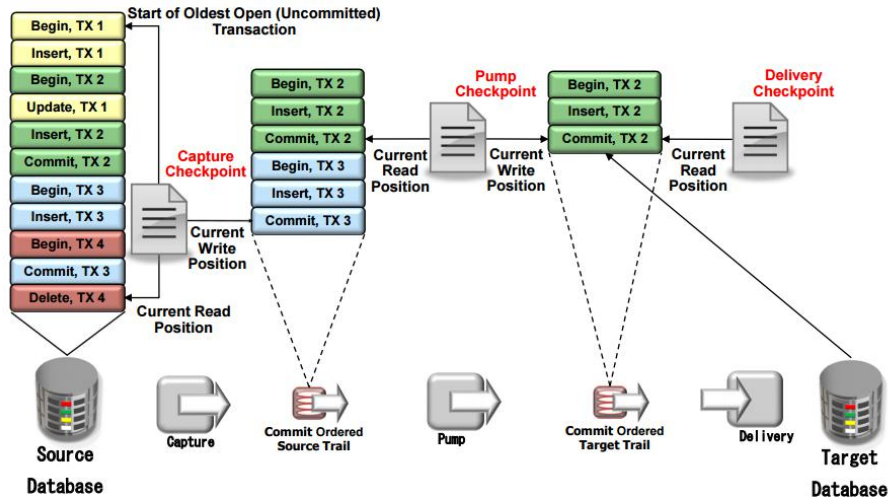 Start of Oldest Open (Uncommitted)
Transaction
Begin, TX 1
Insert, TX 1
Begin, TX 2
Update, TX 1
Insert, TX 2
Commit, TX 2
Begin, TX 3
Insert, TX 3
Begin, TX 4
Commit, TX 3
Delete, TX 4
Capture
Checkpoint
Current
Write
Position
Current Read
Position
Begin, TX 2
Insert, TX 2
Commit, TX 2
Begin, TX 3
Insert, TX 3
Commit, TX 3
Pump
Checkpoint
Current
Read
Position
Current
Write
Position
Begin, TX 2
Insert, TX 2
Commit, TX 2
Delivery
Checkpoint
Current
Read
Position
Source
Database
Capture
Commit Ordered
Source Trail
Pump
Commit Ordered
Target Trail
Delivery
Target
Database